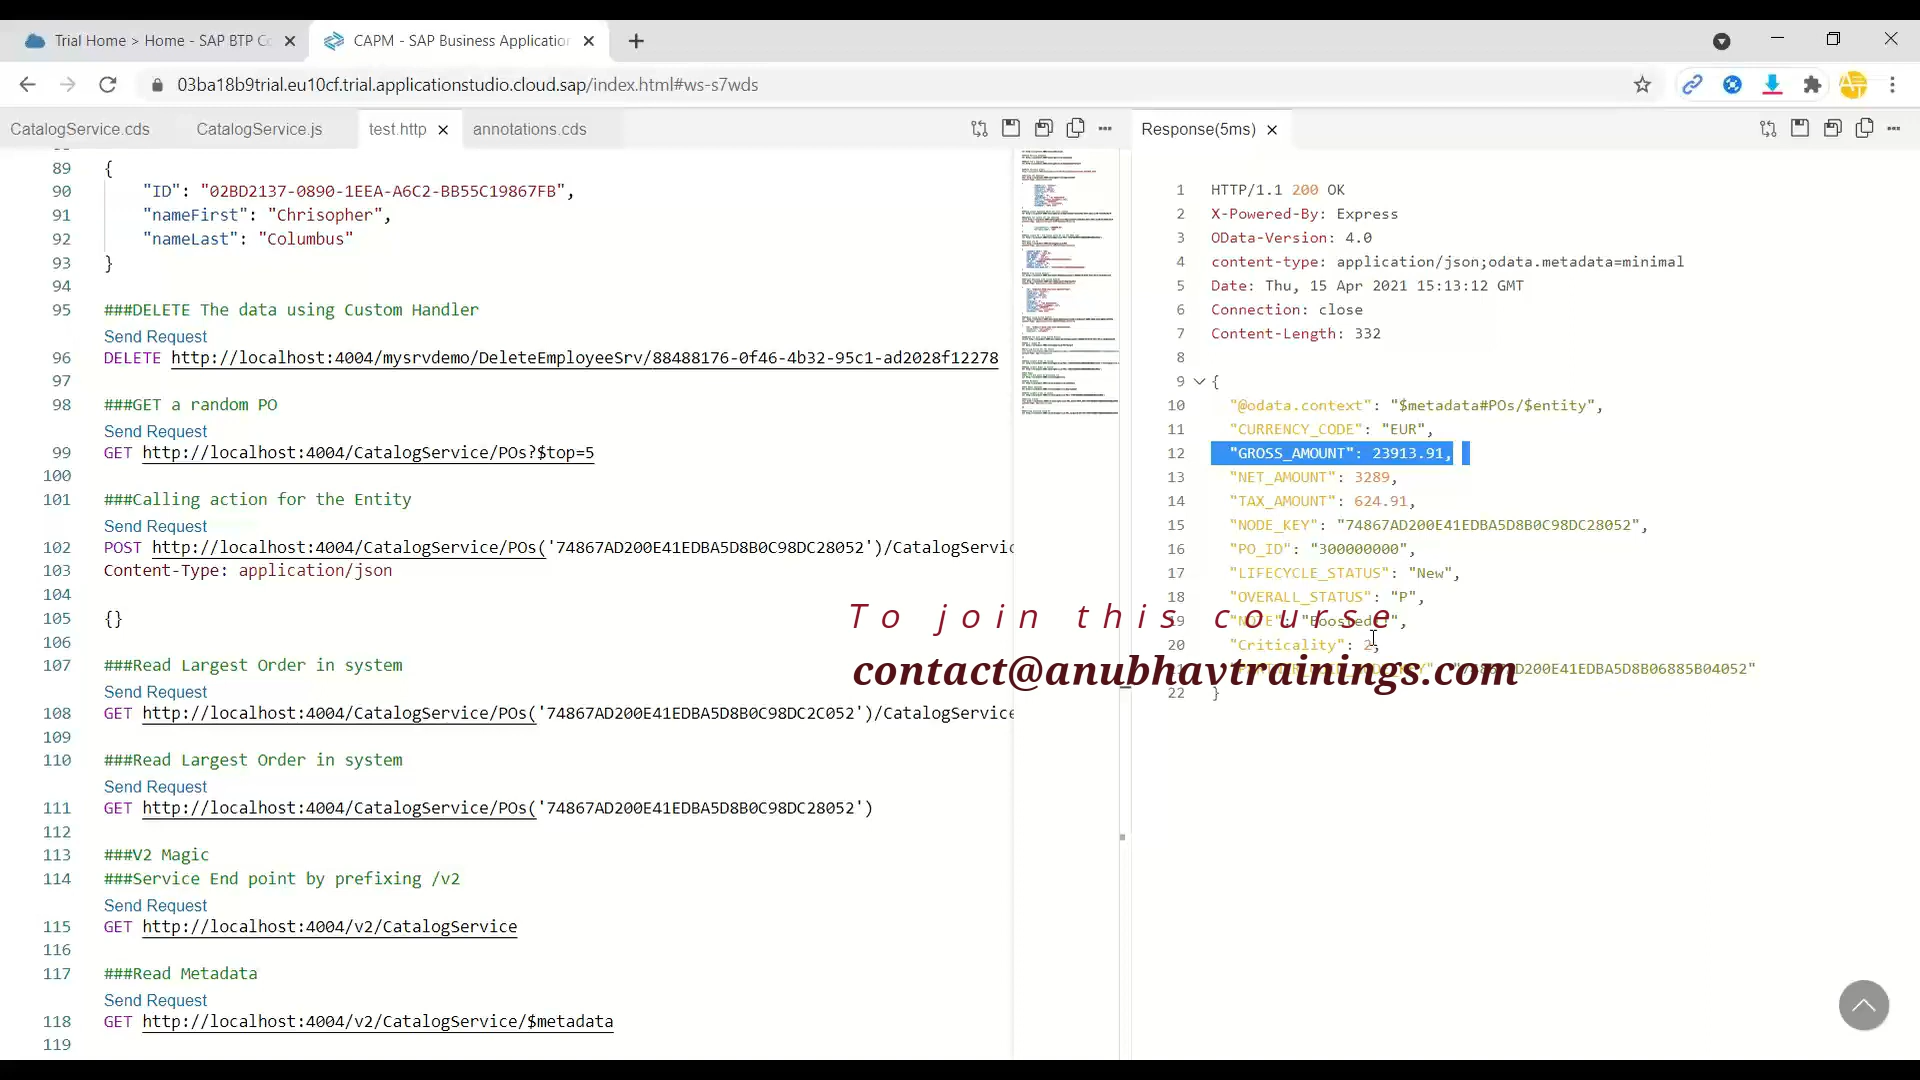 Trial Home > Home - SAP BTP Co
CAPM - SAP Business Application
03ba18b9trial.eu10cf.trial.applicationstudio.cloud.sap/index.html#ws-s7wds
CatalogService.cds
CatalogService.js
test.http
annotations.cds
Response(5ms)
89 {
90 "ID": "02BD2137-0890-1EEA-A6C2-BB55C19867FB",
91 "nameFirst": "Chrisopher",
92 "nameLast": "Columbus"
93 }
94
95 ###DELETE The data using Custom Handler
Send Request
96 DELETE http://localhost:4004/mysrvdemo/DeleteEmployeeSrv/88488176-0f46-4b32-95c1-ad2028f12278
97
98 ###GET a random PO
Send Request
99 GET http://localhost:4004/CatalogService/POs?$top=5
100
101 ###Calling action for the Entity
Send Request
102 POST http://localhost:4004/CatalogService/POs('74867AD200E41EDBA5D8B0C98DC28052')/CatalogServic
103 Content-Type: application/json
104
105 {}
106
107 ###Read Largest Order in system
Send Request
108 GET http://localhost:4004/CatalogService/POs('74867AD200E41EDBA5D8B0C98DC2C052')/CatalogService
109
110 ###Read Largest Order in system
Send Request
111 GET http://localhost:4004/CatalogService/POs('74867AD200E41EDBA5D8B0C98DC28052')
112
113 ###V2 Magic
114 ###Service End point by prefixing /v2
Send Request
115 GET http://localhost:4004/v2/CatalogService
116
117 ###Read Metadata
Send Request
118 GET http://localhost:4004/v2/CatalogService/$metadata
119
1 HTTP/1.1 200 OK
2 X-Powered-By: Express
3 OData-Version: 4.0
4 content-type: application/json;odata.metadata=minimal
5 Date: Thu, 15 Apr 2021 15:13:12 GMT
6 Connection: close
7 Content-Length: 332
8
9 {
10 "@odata.context": "$metadata#POs/$entity",
11 "CURRENCY_CODE": "EUR",
12 "GROSS_AMOUNT": 23913.91,
13 "NET_AMOUNT": 3289,
14 "TAX_AMOUNT": 624.91,
15 "NODE_KEY": "74867AD200E41EDBA5D8B0C98DC28052",
16 "PO_ID": "300000000",
17 "LIFECYCLE_STATUS": "New",
18 "OVERALL_STATUS": "P",
19 "NOTE":
20 "Criticality": 2,
"74867AD200E41EDBA5D8B06885B04052"
22 }
To join this course
contact@anubhavtrainings.com